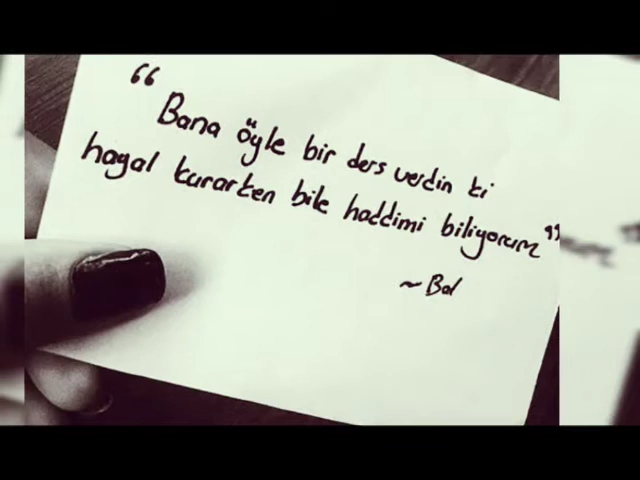 “Bana öyle bir ders verdin ki
hayal kurarken bile haddimi biliyorum”
~Bal